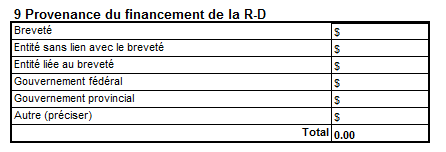 9 Provenance du financement de la R-D
Breveté $
Entité sans lien avec le breveté $
Entité liée au breveté $
Gouvernement fédéral $
Gouvernement provincial $
Autre (préciser) $
Total 0.00